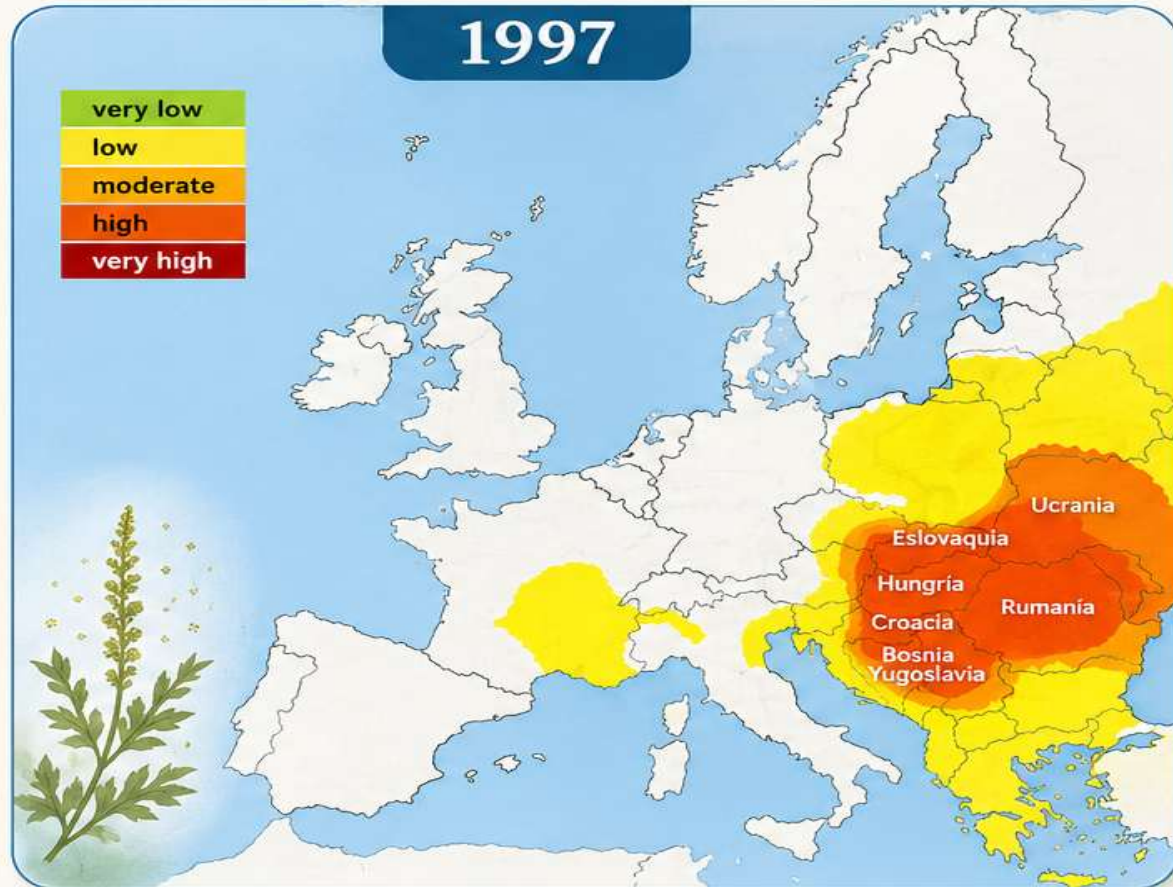 1997
very low
low
moderate
high
very high
Ucrania
Eslovaquia
Hungría
Rumanía
Croacia
Bosnia
Yugoslavia